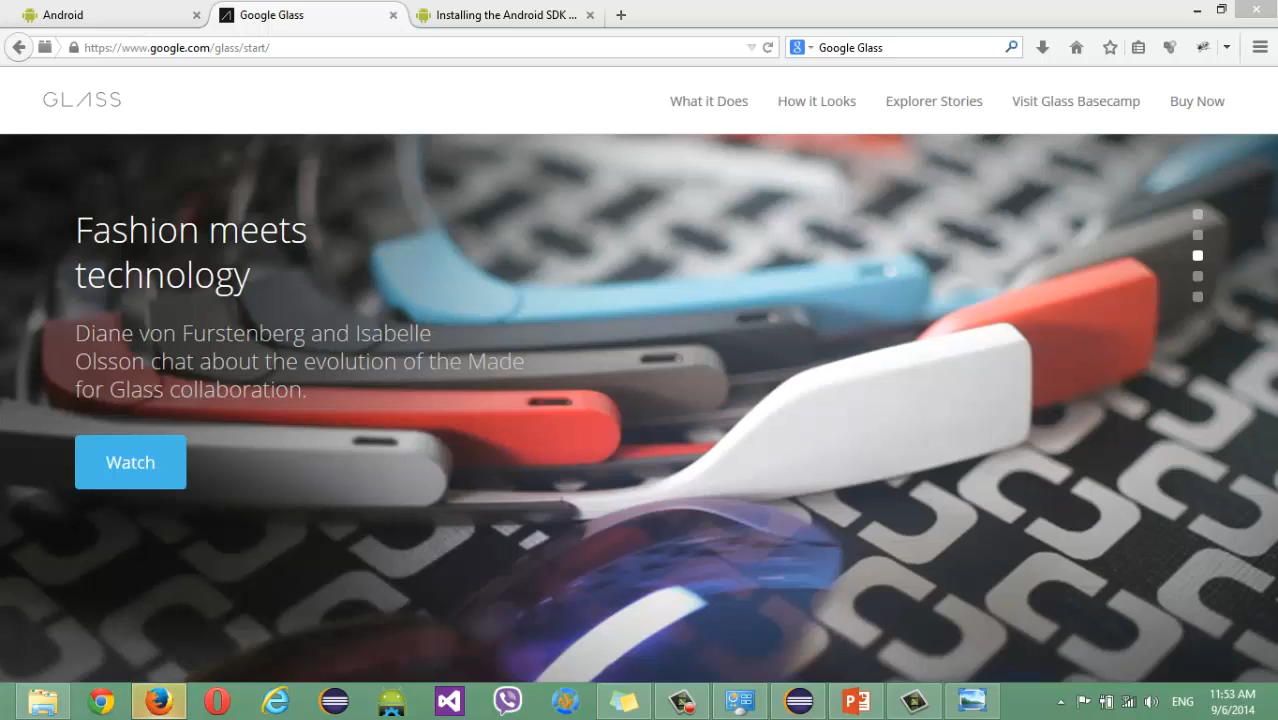 Android
Google Glass
Installing the Android SDK ...
https://www.google.com/glass/start/
Google Glass
GLASS
What it Does
How it Looks
Explorer Stories
Visit Glass Basecamp
Buy Now
Fashion meets
technology
Diane von Furstenberg and Isabelle
Olsson chat about the evolution of the Made
for Glass collaboration.
Watch
ENG
11:53 AM
9/6/2014